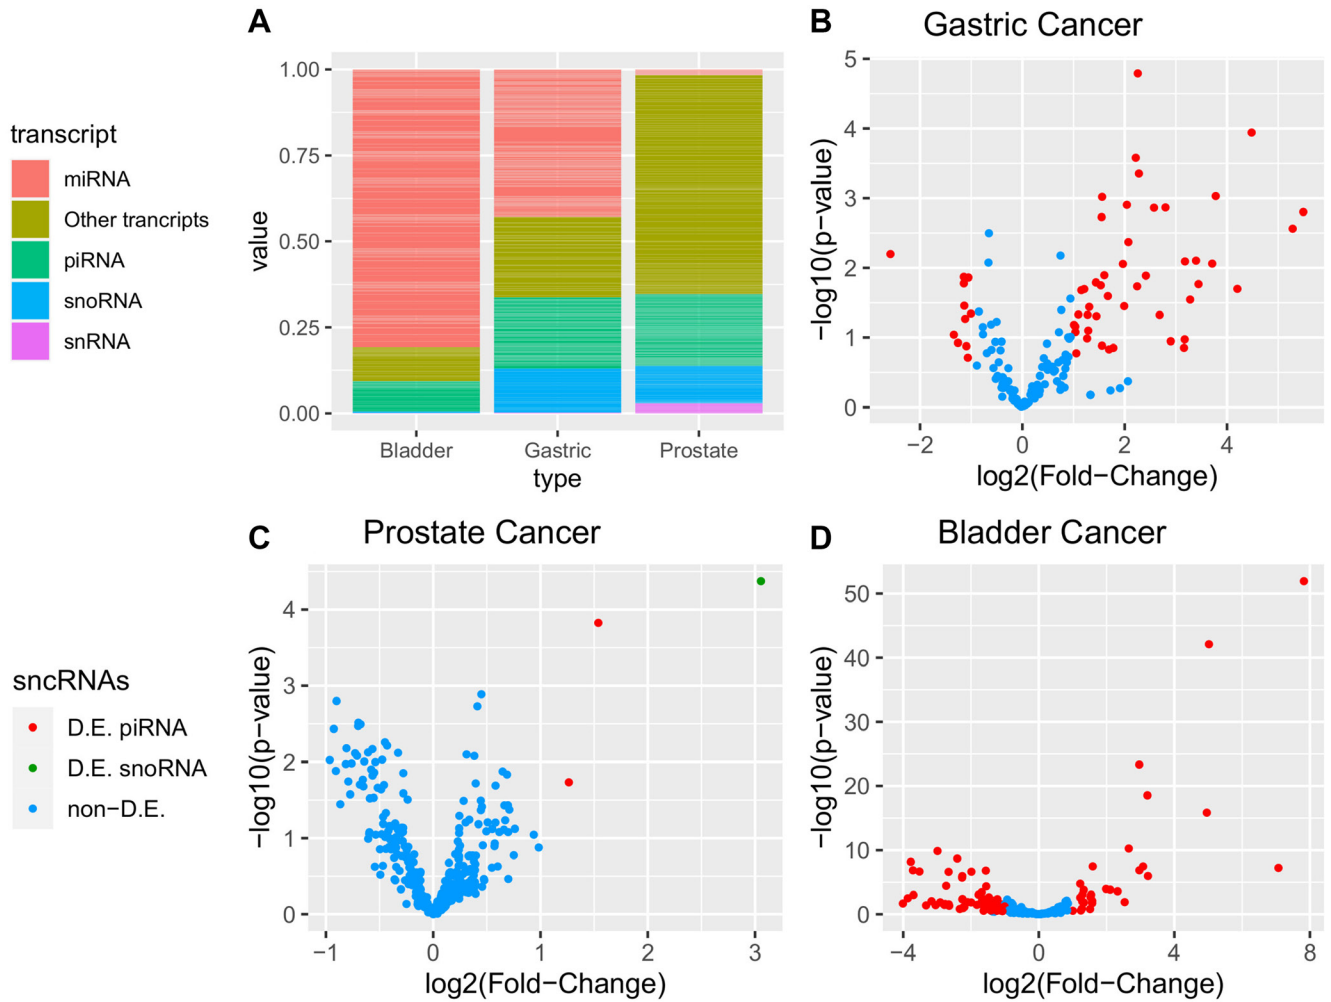 A
transcript
miRNA
Other trancripts
piRNA
snoRNA
snRNA
value
1.00
0.75
0.50
0.25
0.00
Bladder
Gastric
Prostate
type
B
Gastric Cancer
−log10(p−value)
5
4
3
2
1
0
−2
0
2
4
log2(Fold−Change)
C
Prostate Cancer
sncRNAs
D.E. piRNA
D.E. snoRNA
non−D.E.
−log10(p−value)
4
3
2
1
0
−1
0
1
2
3
log2(Fold−Change)
D
Bladder Cancer
−log10(p−value)
50
40
30
20
10
0
−4
0
4
8
log2(Fold−Change)